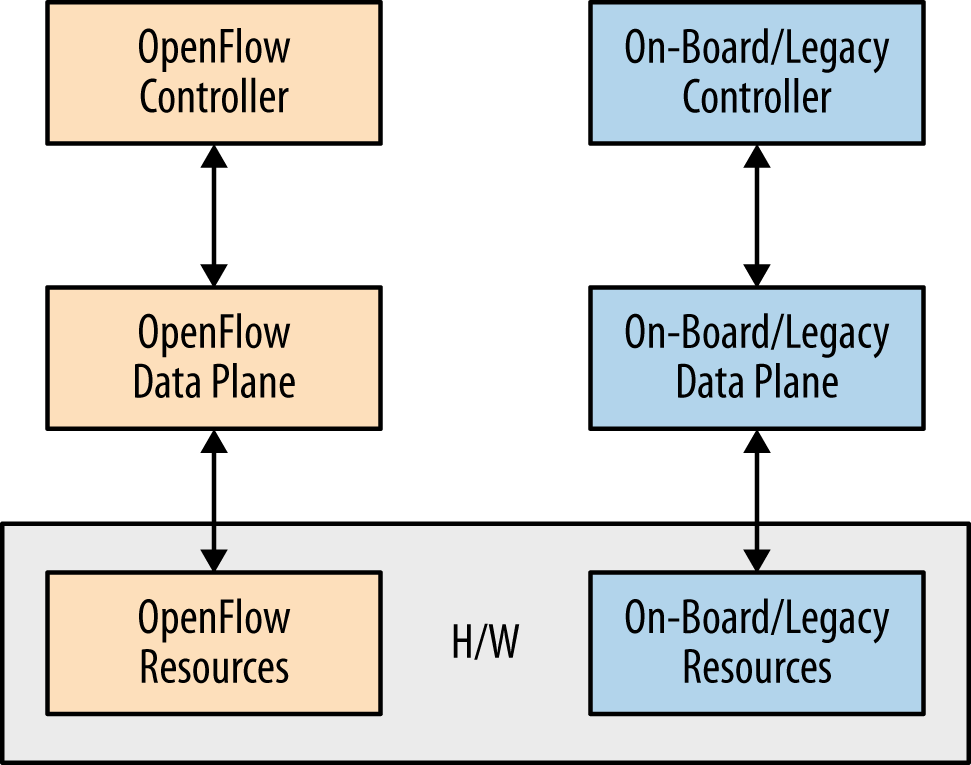 OpenFlow
Controller
On-Board/Legacy
Controller
OpenFlow
Data Plane
On-Board/Legacy
Data Plane
OpenFlow
Resources
H/W
On-Board/Legacy
Resources